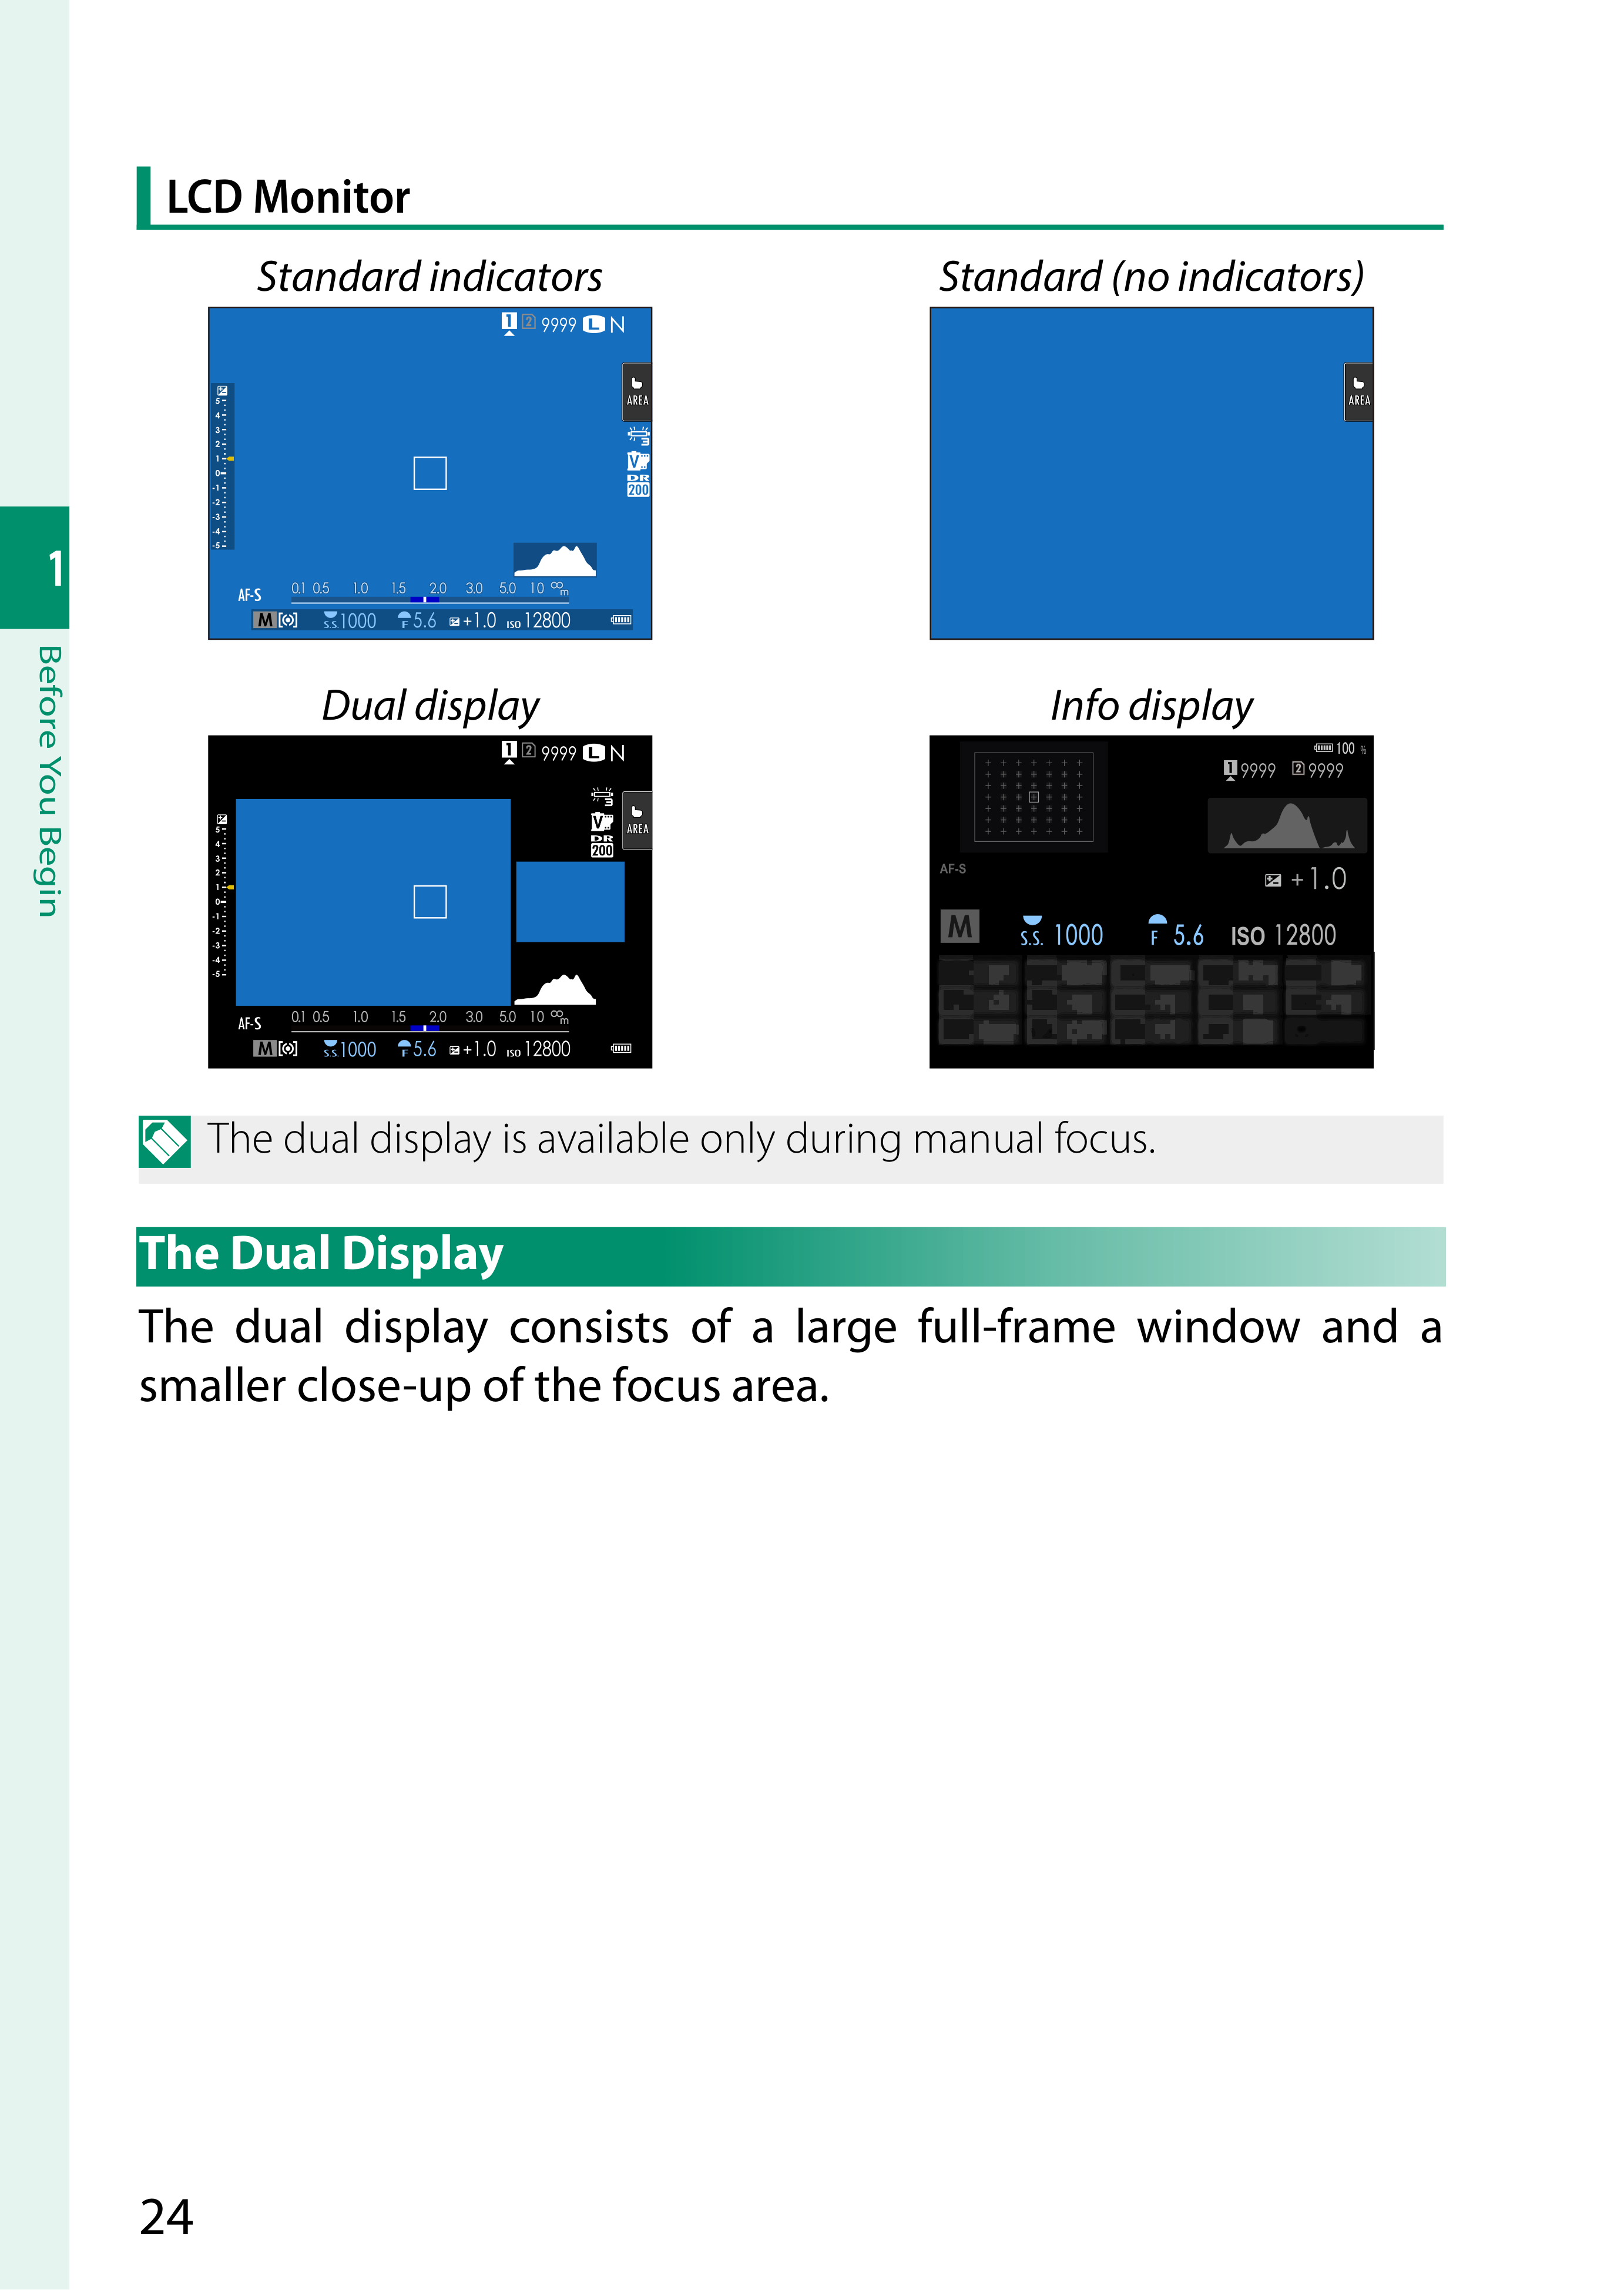 LCD Monitor
Standard indicators
1 2 9999 L N
AREA
3
V
DR
200
5
4
3
2
1
0
-1
-2
-3
-4
-5
AF-S 0.1 0.5 1.0 1.5 2.0 3.0 5.0 10 ∞ m
M S.S. 1000 F 5.6 +1.0 ISO 12800
Standard (no indicators)
AREA
Dual display
1 2 9999 L N
3
V
DR
200
AREA
5
4
3
2
1
0
-1
-2
-3
-4
-5
AF-S 0.1 0.5 1.0 1.5 2.0 3.0 5.0 10 ∞ m
M S.S. 1000 F 5.6 +1.0 ISO 12800
Info display
100 %
1 9999 2 9999
AF-S
+1.0
M S.S. 1000 F 5.6 ISO 12800
The dual display is available only during manual focus.
The Dual Display
The dual display consists of a large full-frame window and a
smaller close-up of the focus area.
1
Before You Begin
24